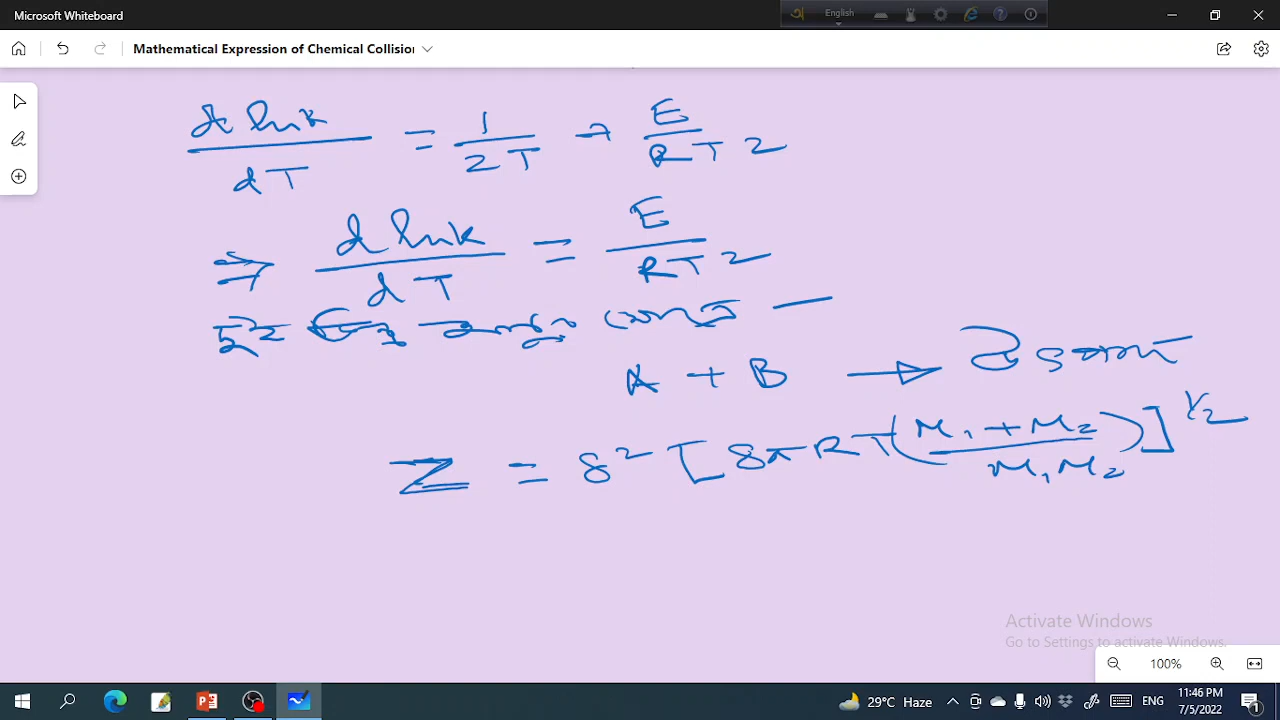 Microsoft Whiteboard
English
Mathematical Expression of Chemical Collision
d ln k / dT = 1 / 2T + E / RT²
⇒ d ln k / dT = E / RT²
A + B →
Z = δ² [8πRT (M₁ + M₂ / M₁M₂)]^1/2
Activate Windows
Go to Settings to activate Windows.
100%
29°C Haze
ENG
11:46 PM
7/5/2022
1